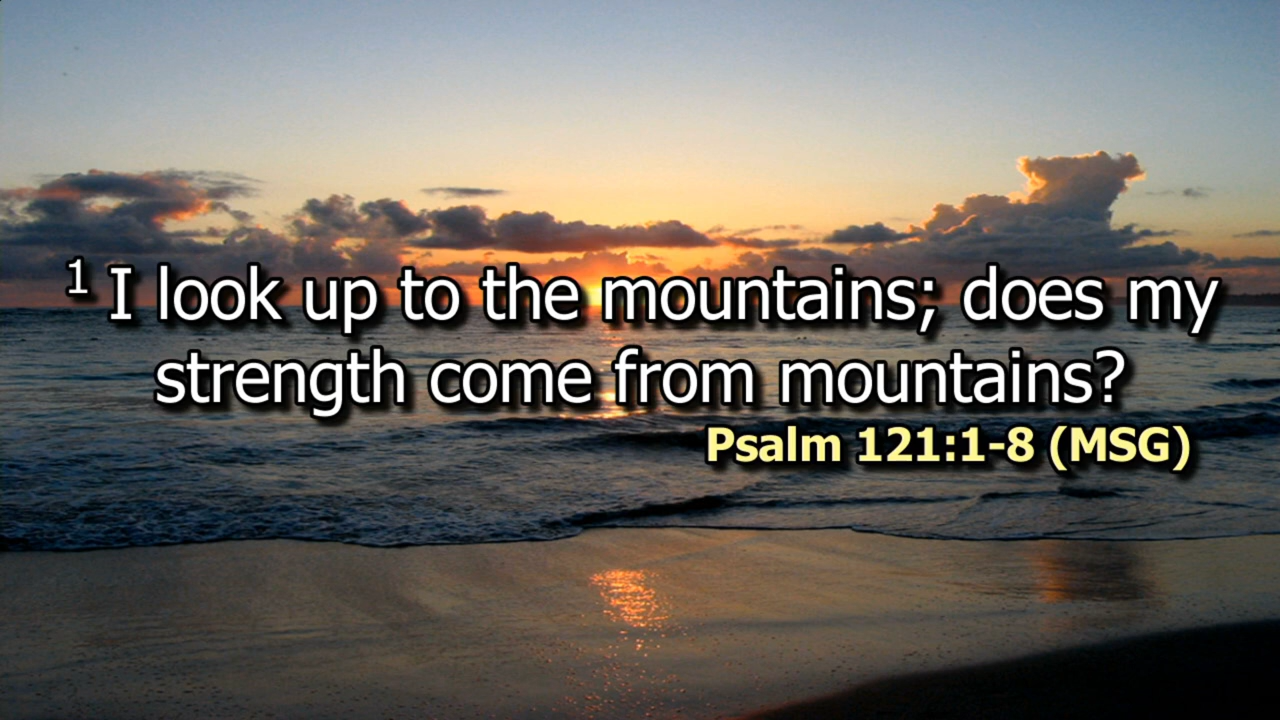 1 I look up to the mountains; does my
strength come from mountains?
Psalm 121:1-8 (MSG)